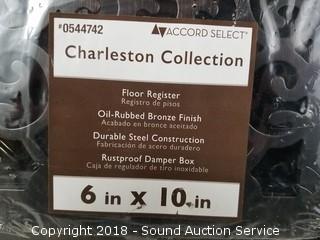 #0544742
ACCORD SELECT®
Charleston Collection
Floor Register
Registro de pisos
Oil-Rubbed Bronze Finish
Acabado en bronce aceitado
Durable Steel Construction
Fabricación de acero duradero
Rustproof Damper Box
Caja de regulador de tiro inoxidable
6 in x 10 in
Copyright 2018 - Sound Auction Service